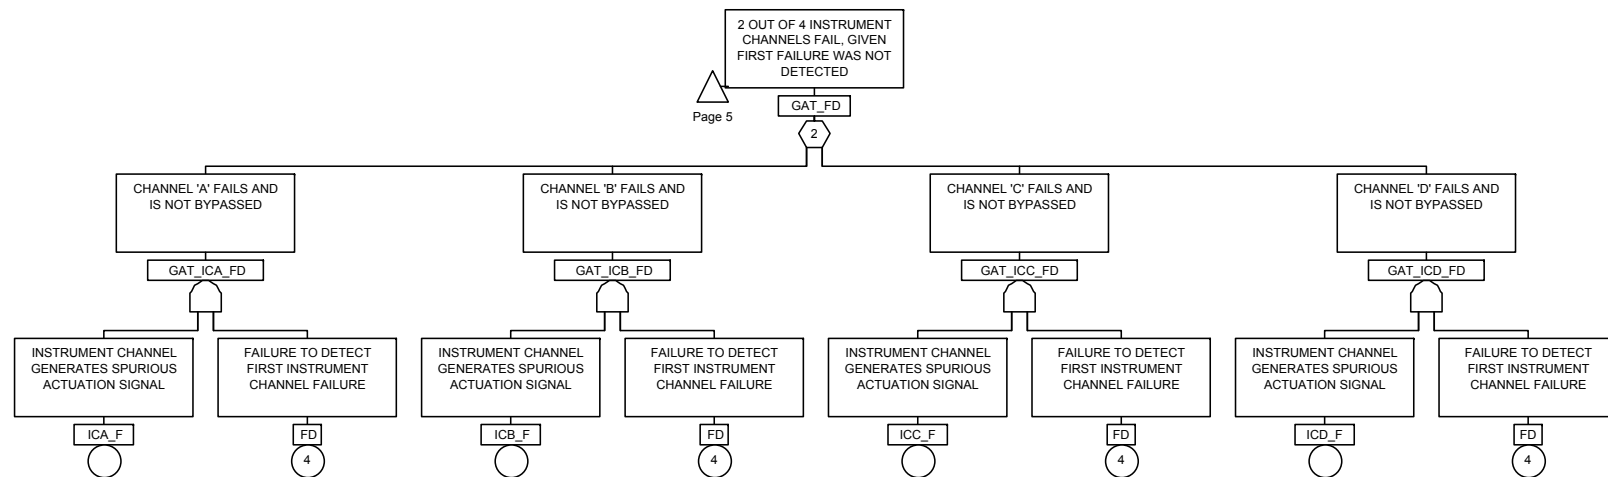 2 OUT OF 4 INSTRUMENT
CHANNELS FAIL, GIVEN
FIRST FAILURE WAS NOT
DETECTED
Page 5
GAT_FD
2
CHANNEL 'A' FAILS AND
IS NOT BYPASSED
CHANNEL 'B' FAILS AND
IS NOT BYPASSED
CHANNEL 'C' FAILS AND
IS NOT BYPASSED
CHANNEL 'D' FAILS AND
IS NOT BYPASSED
GAT_ICA_FD
GAT_ICB_FD
GAT_ICC_FD
GAT_ICD_FD
INSTRUMENT CHANNEL
GENERATES SPURIOUS
ACTUATION SIGNAL
FAILURE TO DETECT
FIRST INSTRUMENT
CHANNEL FAILURE
INSTRUMENT CHANNEL
GENERATES SPURIOUS
ACTUATION SIGNAL
FAILURE TO DETECT
FIRST INSTRUMENT
CHANNEL FAILURE
INSTRUMENT CHANNEL
GENERATES SPURIOUS
ACTUATION SIGNAL
FAILURE TO DETECT
FIRST INSTRUMENT
CHANNEL FAILURE
INSTRUMENT CHANNEL
GENERATES SPURIOUS
ACTUATION SIGNAL
FAILURE TO DETECT
FIRST INSTRUMENT
CHANNEL FAILURE
ICA_F
FD
ICB_F
FD
ICC_F
FD
ICD_F
FD
4
4
4
4